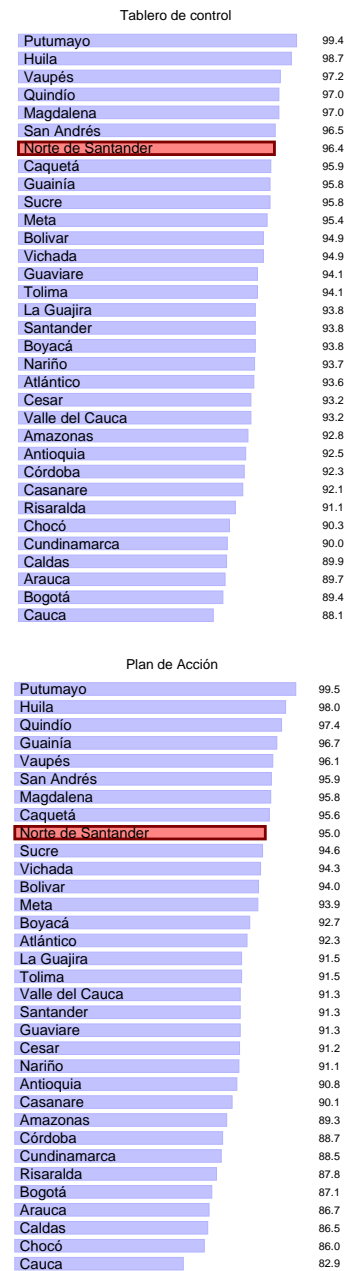 Tablero de control
Putumayo 99.4
Huila 98.7
Vaupés 97.2
Quindío 97.0
Magdalena 97.0
San Andrés 96.5
Norte de Santander 96.4
Caquetá 95.9
Guainía 95.8
Sucre 95.8
Meta 95.4
Bolivar 94.9
Vichada 94.9
Guaviare 94.1
Tolima 94.1
La Guajira 93.8
Santander 93.8
Boyacá 93.8
Nariño 93.7
Atlántico 93.6
Cesar 93.2
Valle del Cauca 93.2
Amazonas 92.8
Antioquia 92.5
Córdoba 92.3
Casanare 92.1
Risaralda 91.1
Chocó 90.3
Cundinamarca 90.0
Caldas 89.9
Arauca 89.7
Bogotá 89.4
Cauca 88.1
Plan de Acción
Putumayo 99.5
Huila 98.0
Quindío 97.4
Guainía 96.7
Vaupés 96.1
San Andrés 95.9
Magdalena 95.8
Caquetá 95.6
Norte de Santander 95.0
Sucre 94.6
Vichada 94.3
Bolivar 94.0
Meta 93.9
Boyacá 92.7
Atlántico 92.3
La Guajira 91.5
Tolima 91.5
Valle del Cauca 91.3
Santander 91.3
Guaviare 91.3
Cesar 91.2
Nariño 91.1
Antioquia 90.8
Casanare 90.1
Amazonas 89.3
Córdoba 88.7
Cundinamarca 88.5
Risaralda 87.8
Bogotá 87.1
Arauca 86.7
Caldas 86.5
Chocó 86.0
Cauca 82.9